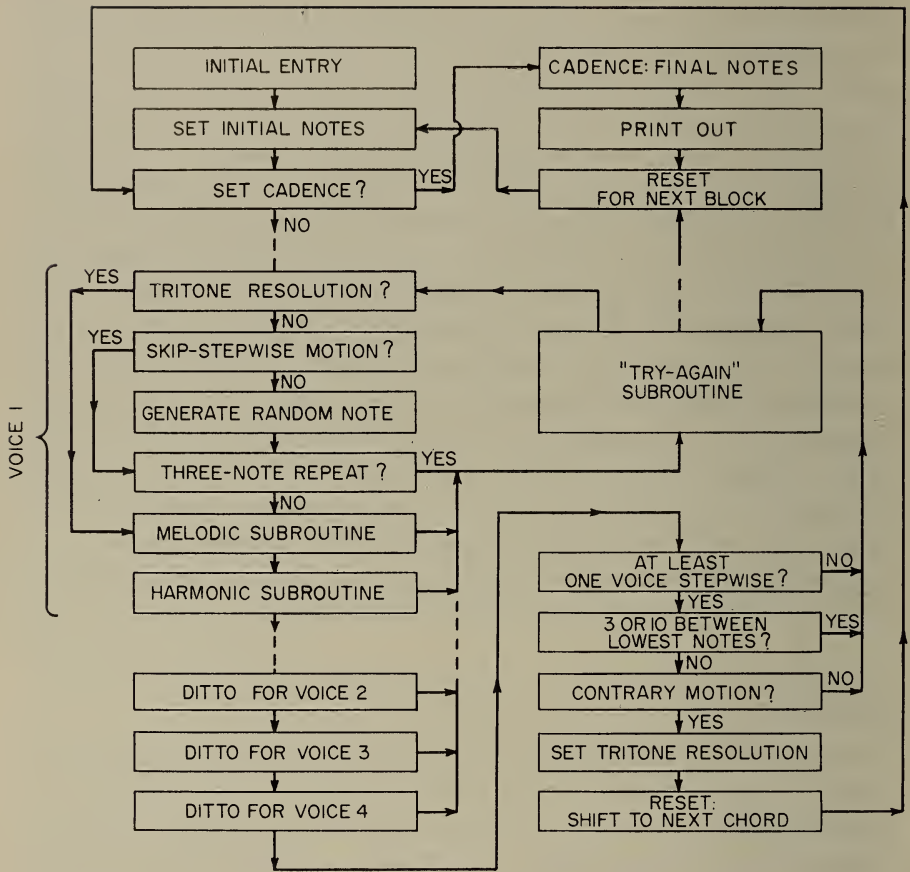 INITIAL ENTRY
SET INITIAL NOTES
SET CADENCE?
YES
NO
CADENCE: FINAL NOTES
PRINT OUT
RESET
FOR NEXT BLOCK
VOICE I
YES
TRITONE RESOLUTION?
NO
YES
SKIP-STEPWISE MOTION?
NO
GENERATE RANDOM NOTE
THREE-NOTE REPEAT?
YES
NO
MELODIC SUBROUTINE
HARMONIC SUBROUTINE
DITTO FOR VOICE 2
DITTO FOR VOICE 3
DITTO FOR VOICE 4
"TRY-AGAIN"
SUBROUTINE
AT LEAST
ONE VOICE STEPWISE?
NO
YES
3 OR 10 BETWEEN
LOWEST NOTES?
YES
NO
CONTRARY MOTION?
NO
YES
SET TRITONE RESOLUTION
RESET:
SHIFT TO NEXT CHORD